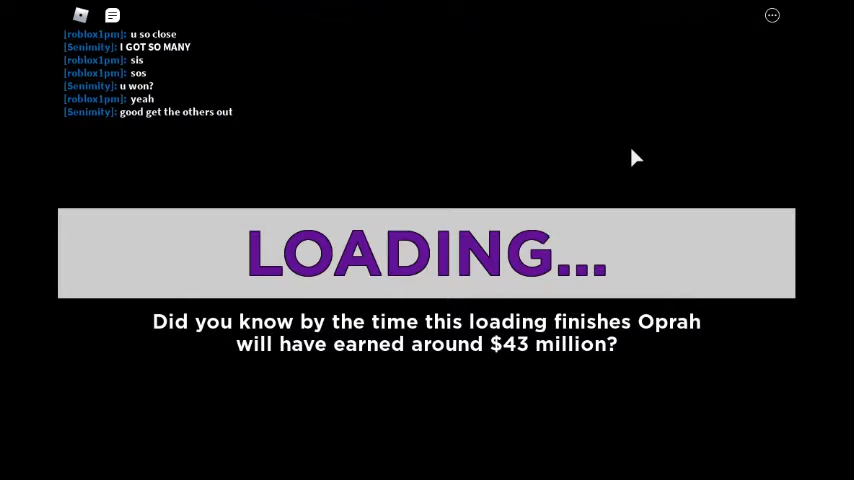 [roblox1pm]: u so close
[Senimity]: I GOT SO MANY
[roblox1pm]: sis
[roblox1pm]: sos
[Senimity]: u won?
[roblox1pm]: yeah
[Senimity]: good get the others out
LOADING...
Did you know by the time this loading finishes Oprah
will have earned around $43 million?